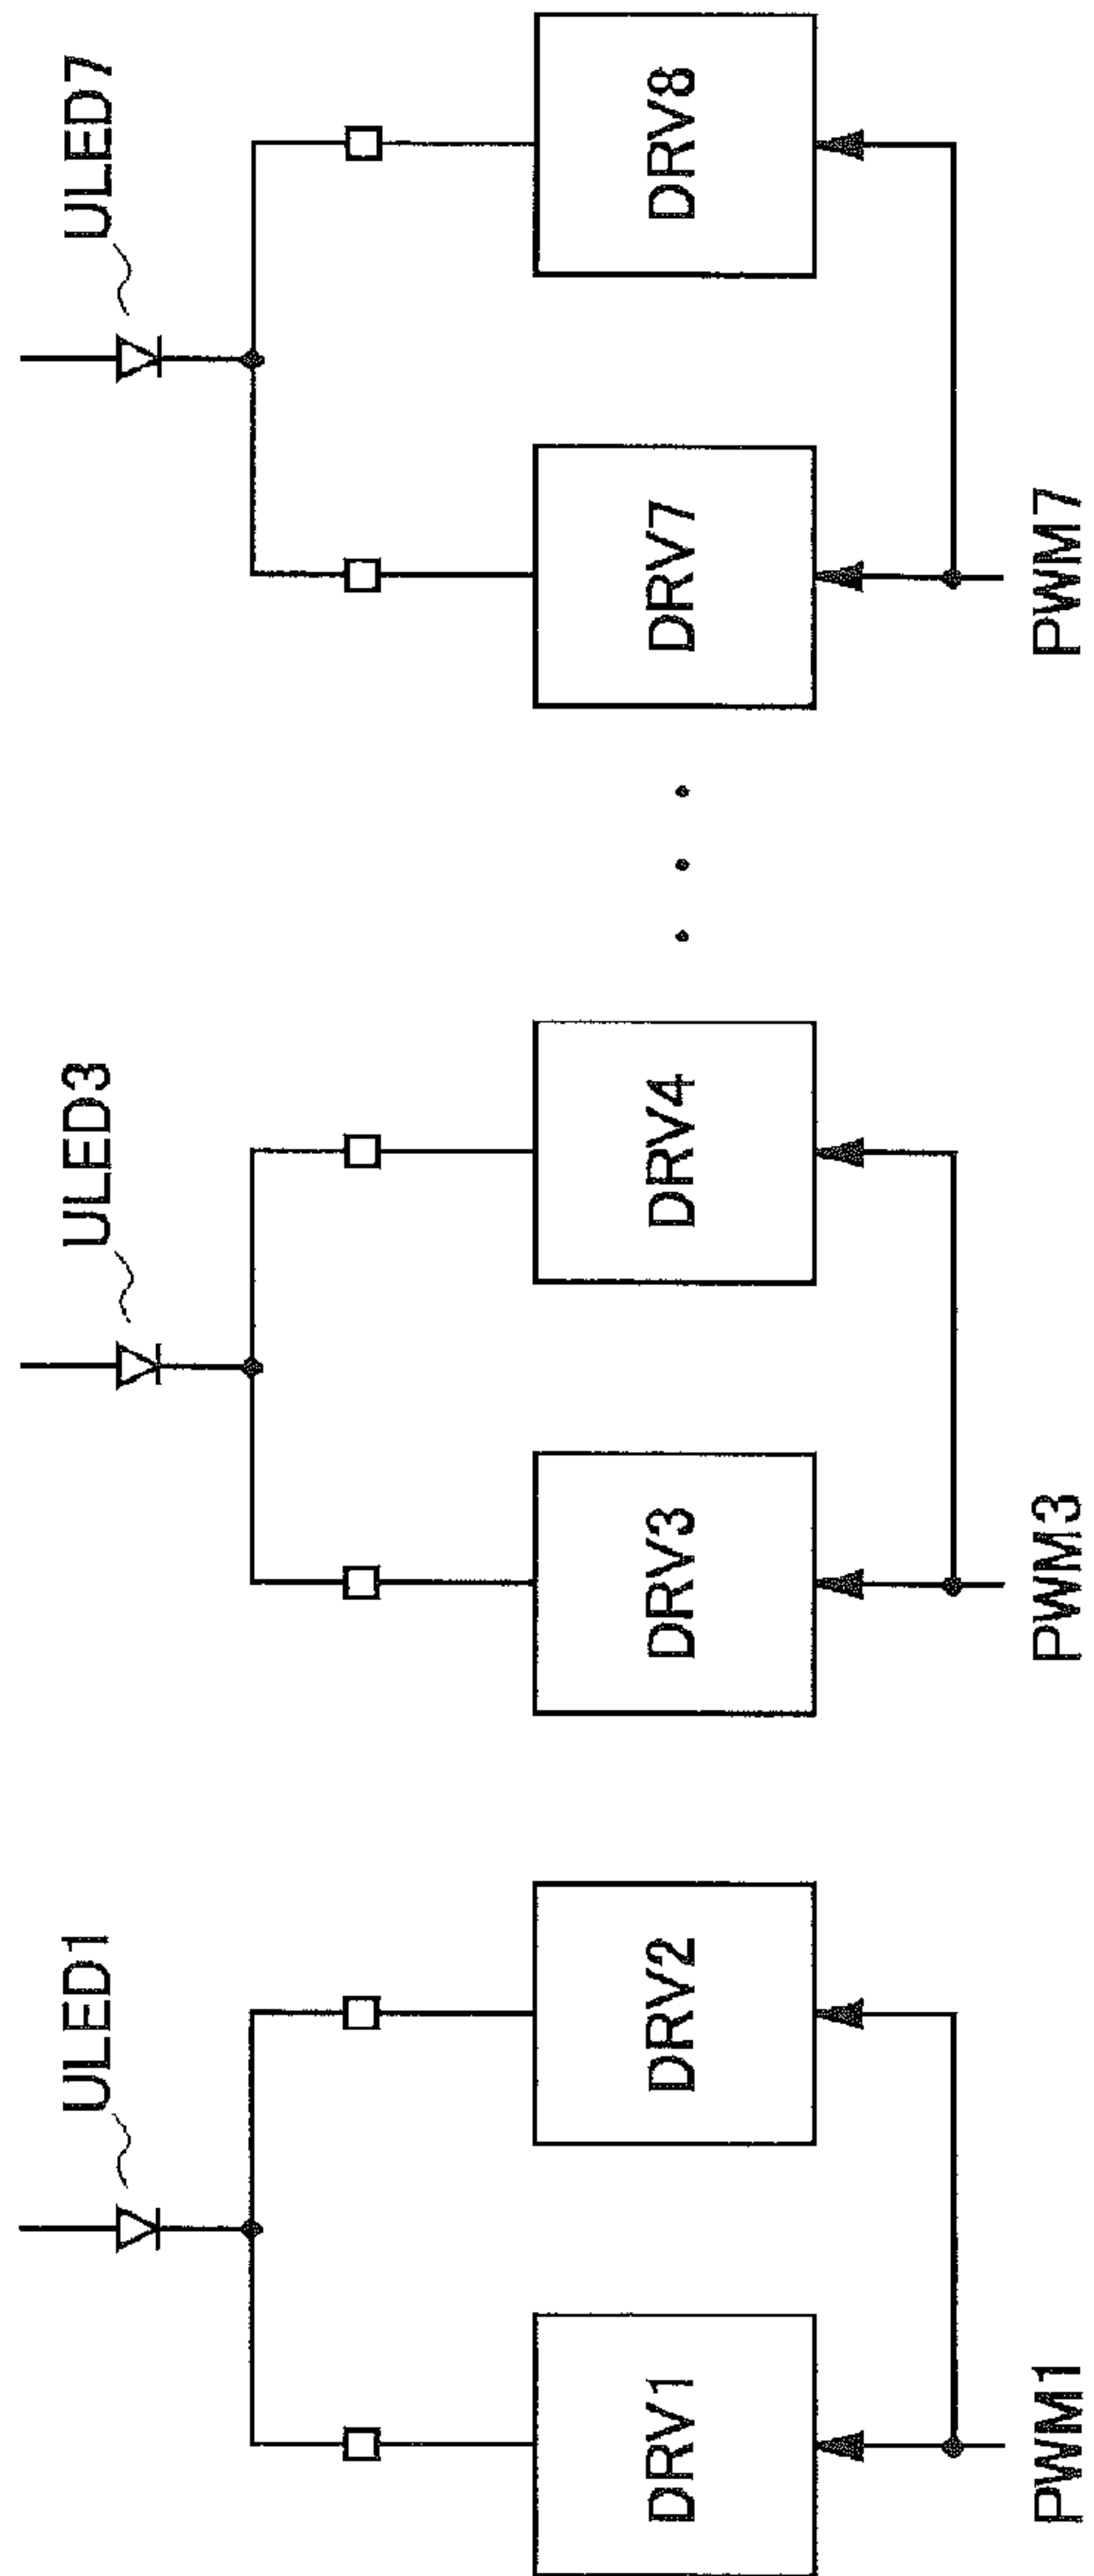 ULED1
ULED3
ULED7
DRV1
DRV2
DRV3
DRV4
DRV7
DRV8
PWM1
PWM3
PWM7